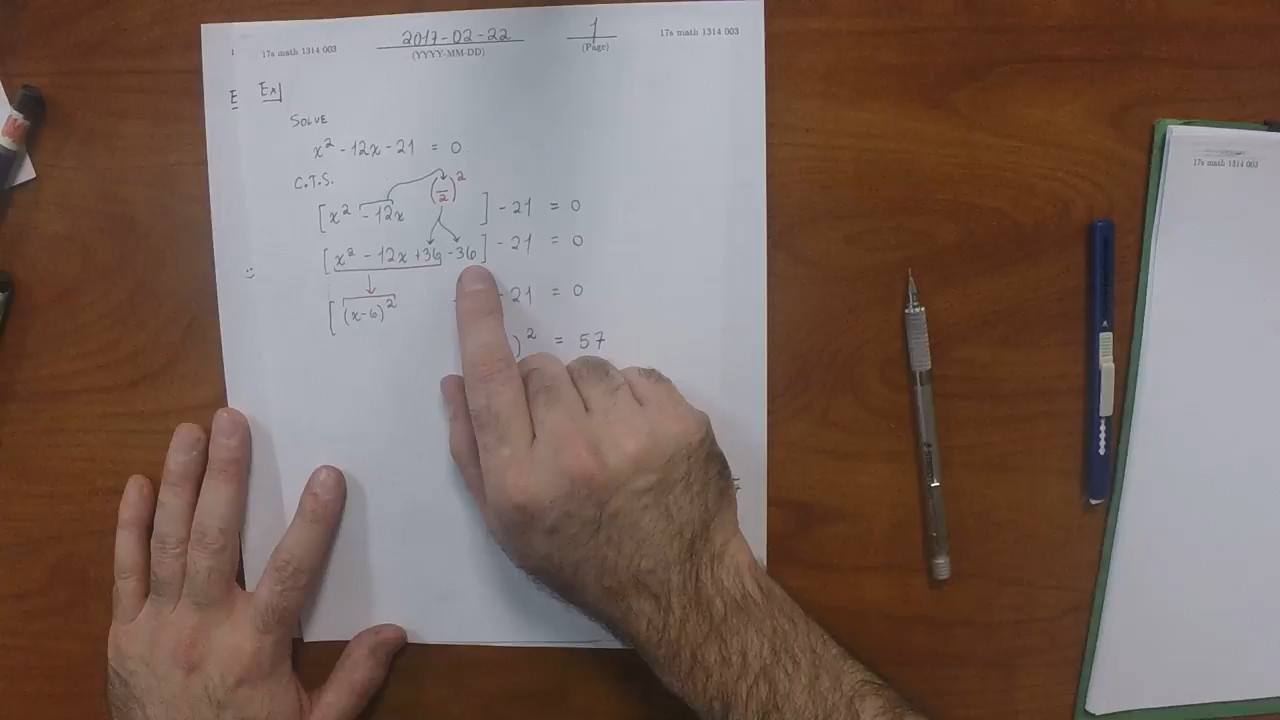 1 17s math 1314 003 2017-02-22 1 17s math 1314 003
(YYYY-MM-DD) (Page)
E Ex1
SOLVE
x² - 12x - 21 = 0
C.T.S. (/2)²
[x² - 12x ] - 21 = 0
[x² - 12x + 36 - 36] - 21 = 0
[(x-6)² - 21 = 0
)² = 57
17s math 1314 003